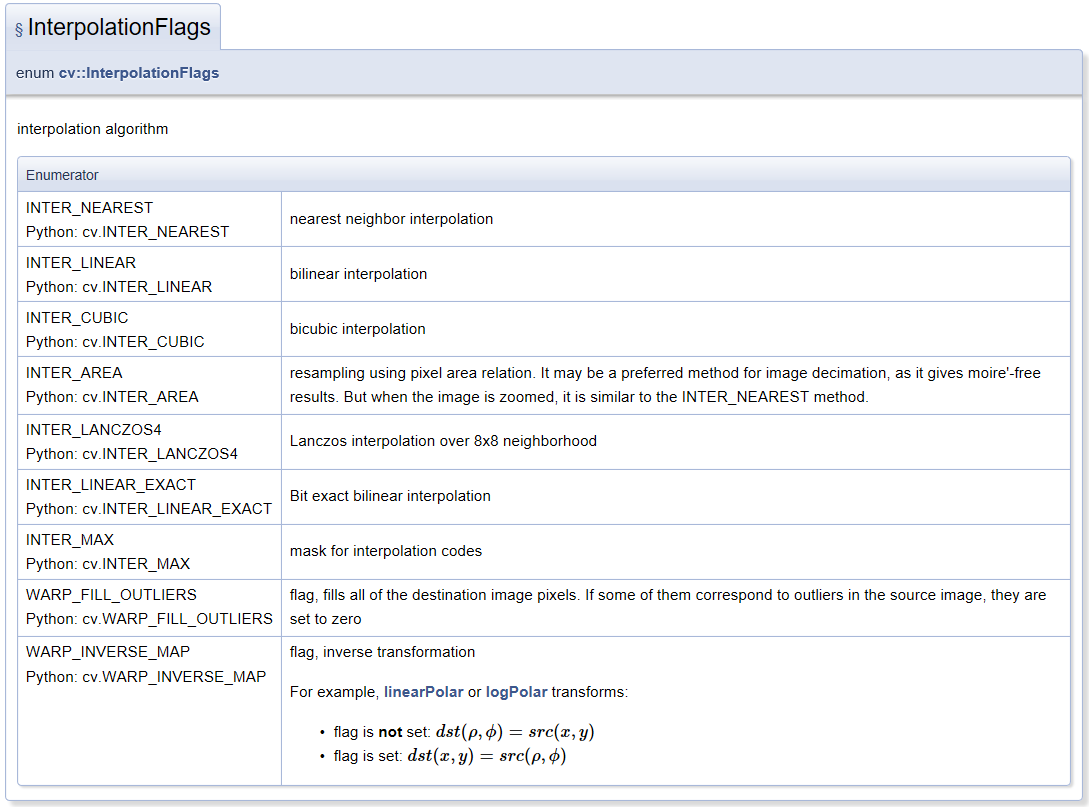 § InterpolationFlags
enum cv::InterpolationFlags
interpolation algorithm
Enumerator
INTER_NEAREST
Python: cv.INTER_NEAREST
nearest neighbor interpolation
INTER_LINEAR
Python: cv.INTER_LINEAR
bilinear interpolation
INTER_CUBIC
Python: cv.INTER_CUBIC
bicubic interpolation
INTER_AREA
Python: cv.INTER_AREA
resampling using pixel area relation. It may be a preferred method for image decimation, as it gives moire'-free
results. But when the image is zoomed, it is similar to the INTER_NEAREST method.
INTER_LANCZOS4
Python: cv.INTER_LANCZOS4
Lanczos interpolation over 8x8 neighborhood
INTER_LINEAR_EXACT
Python: cv.INTER_LINEAR_EXACT
Bit exact bilinear interpolation
INTER_MAX
Python: cv.INTER_MAX
mask for interpolation codes
WARP_FILL_OUTLIERS
Python: cv.WARP_FILL_OUTLIERS
flag, fills all of the destination image pixels. If some of them correspond to outliers in the source image, they are
set to zero
WARP_INVERSE_MAP
Python: cv.WARP_INVERSE_MAP
flag, inverse transformation
For example, linearPolar or logPolar transforms:
• flag is not set: dst(ρ, ϕ) = src(x, y)
• flag is set: dst(x, y) = src(ρ, ϕ)